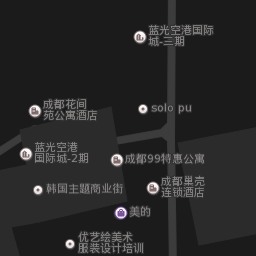 蓝光空港国际
城-三期
成都花间
苑公寓酒店
solo pu
蓝光空港
国际城-2期
成都99特惠公寓
成都巢壳
连锁酒店
韩国主题商业街
美的
优艺绘美术
服装设计培训